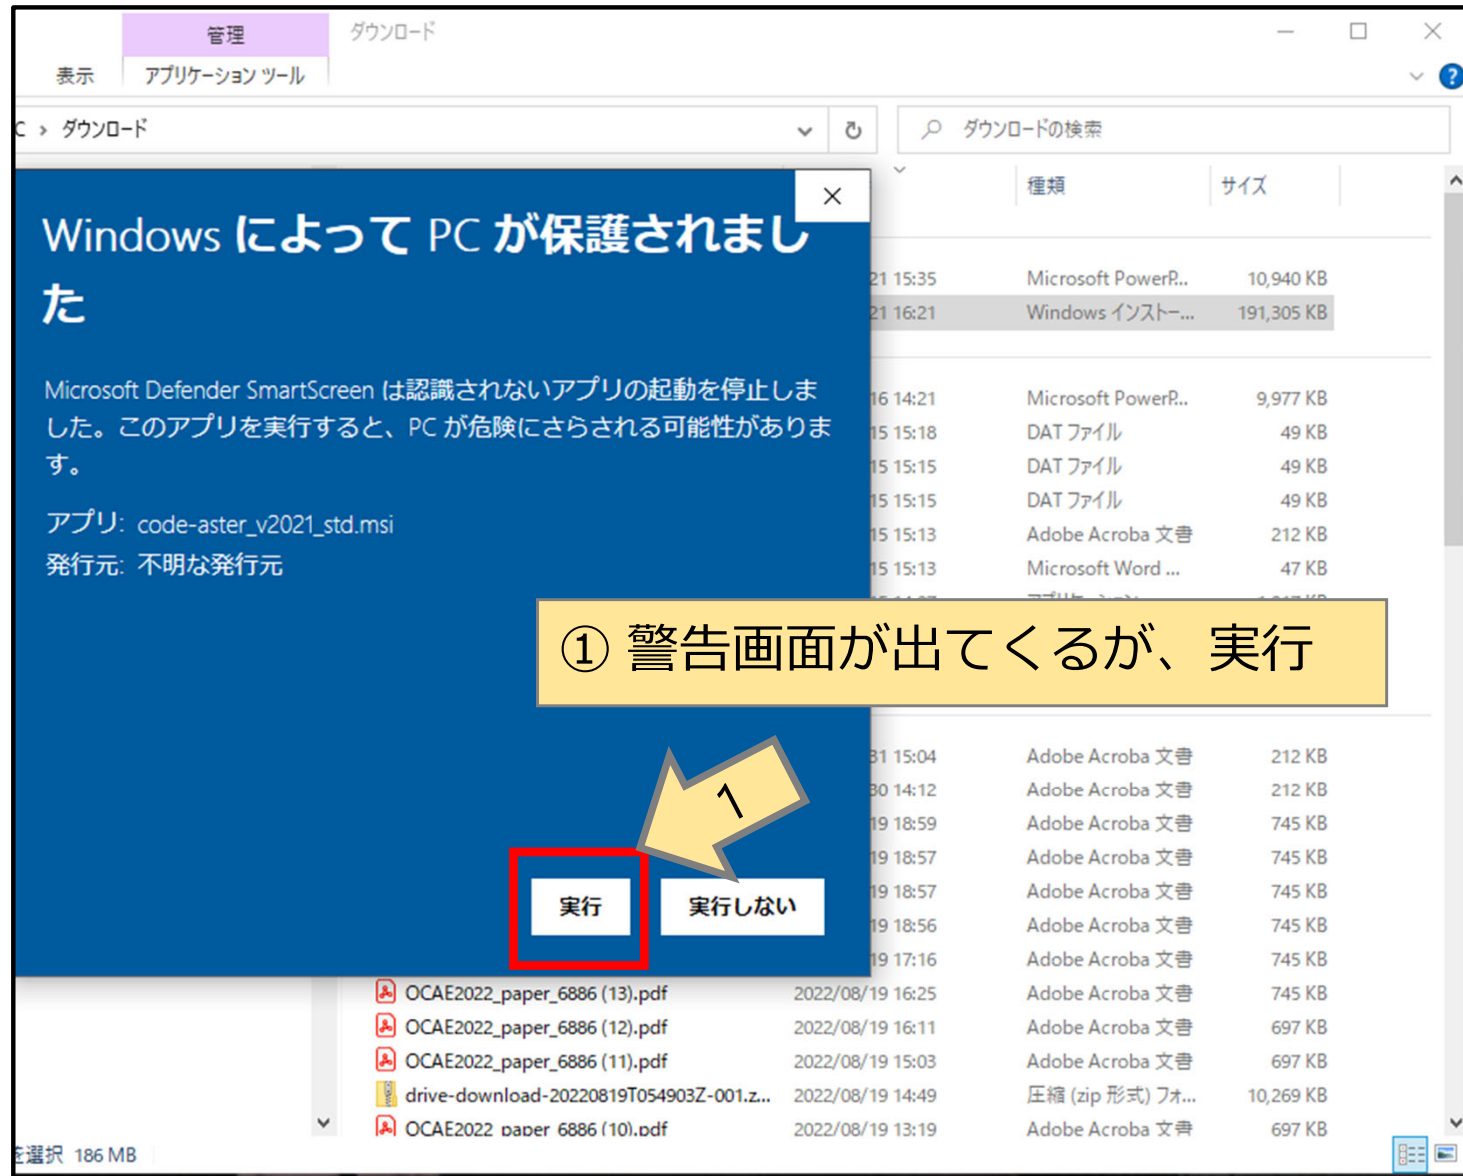 管理
ダウンロード
表示
アプリケーション ツール
C › ダウンロード
ダウンロードの検索
種類
サイズ
Windows によって PC が保護されまし
た
Microsoft Defender SmartScreen は認識されないアプリの起動を停止しま
した。このアプリを実行すると、PC が危険にさらされる可能性がありま
す。
アプリ: code-aster_v2021_std.msi
発行元: 不明な発行元
21 15:35 Microsoft PowerP... 10,940 KB
21 16:21 Windows インストー... 191,305 KB
16 14:21 Microsoft PowerP... 9,977 KB
15 15:18 DAT ファイル 49 KB
15 15:15 DAT ファイル 49 KB
15 15:15 DAT ファイル 49 KB
15 15:13 Adobe Acroba 文書 212 KB
15 15:13 Microsoft Word ... 47 KB
① 警告画面が出てくるが、実行
1
実行
実行しない
31 15:04 Adobe Acroba 文書 212 KB
30 14:12 Adobe Acroba 文書 212 KB
19 18:59 Adobe Acroba 文書 745 KB
19 18:57 Adobe Acroba 文書 745 KB
19 18:57 Adobe Acroba 文書 745 KB
19 18:56 Adobe Acroba 文書 745 KB
19 17:16 Adobe Acroba 文書 745 KB
OCAE2022_paper_6886 (13).pdf 2022/08/19 16:25 Adobe Acroba 文書 745 KB
OCAE2022_paper_6886 (12).pdf 2022/08/19 16:11 Adobe Acroba 文書 697 KB
OCAE2022_paper_6886 (11).pdf 2022/08/19 15:03 Adobe Acroba 文書 697 KB
drive-download-20220819T054903Z-001.z... 2022/08/19 14:49 圧縮 (zip 形式) フォ... 10,269 KB
OCAE2022_paper_6886 (10).pdf 2022/08/19 13:19 Adobe Acroba 文書 697 KB
を選択 186 MB